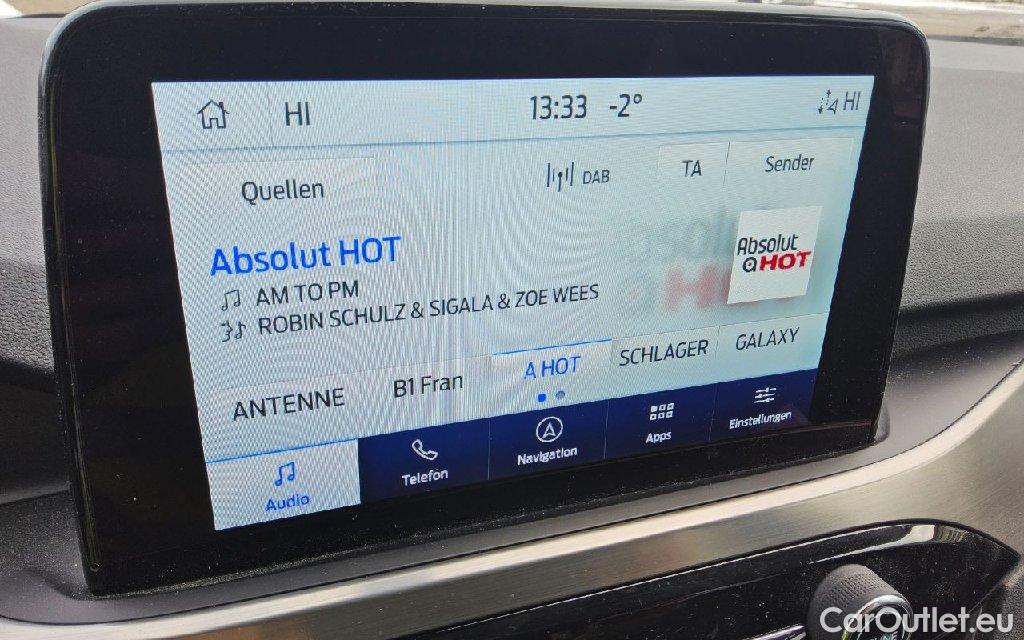 HI 13:33 -2° HI
Quellen DAB TA Sender
Absolut HOT
AM TO PM
ROBIN SCHULZ & SIGALA & ZOE WEES
Absolut
HOT
ANTENNE B1 Fran A HOT SCHLAGER GALAXY
Audio Telefon Navigation Apps Einstellungen
CarOutlet.eu